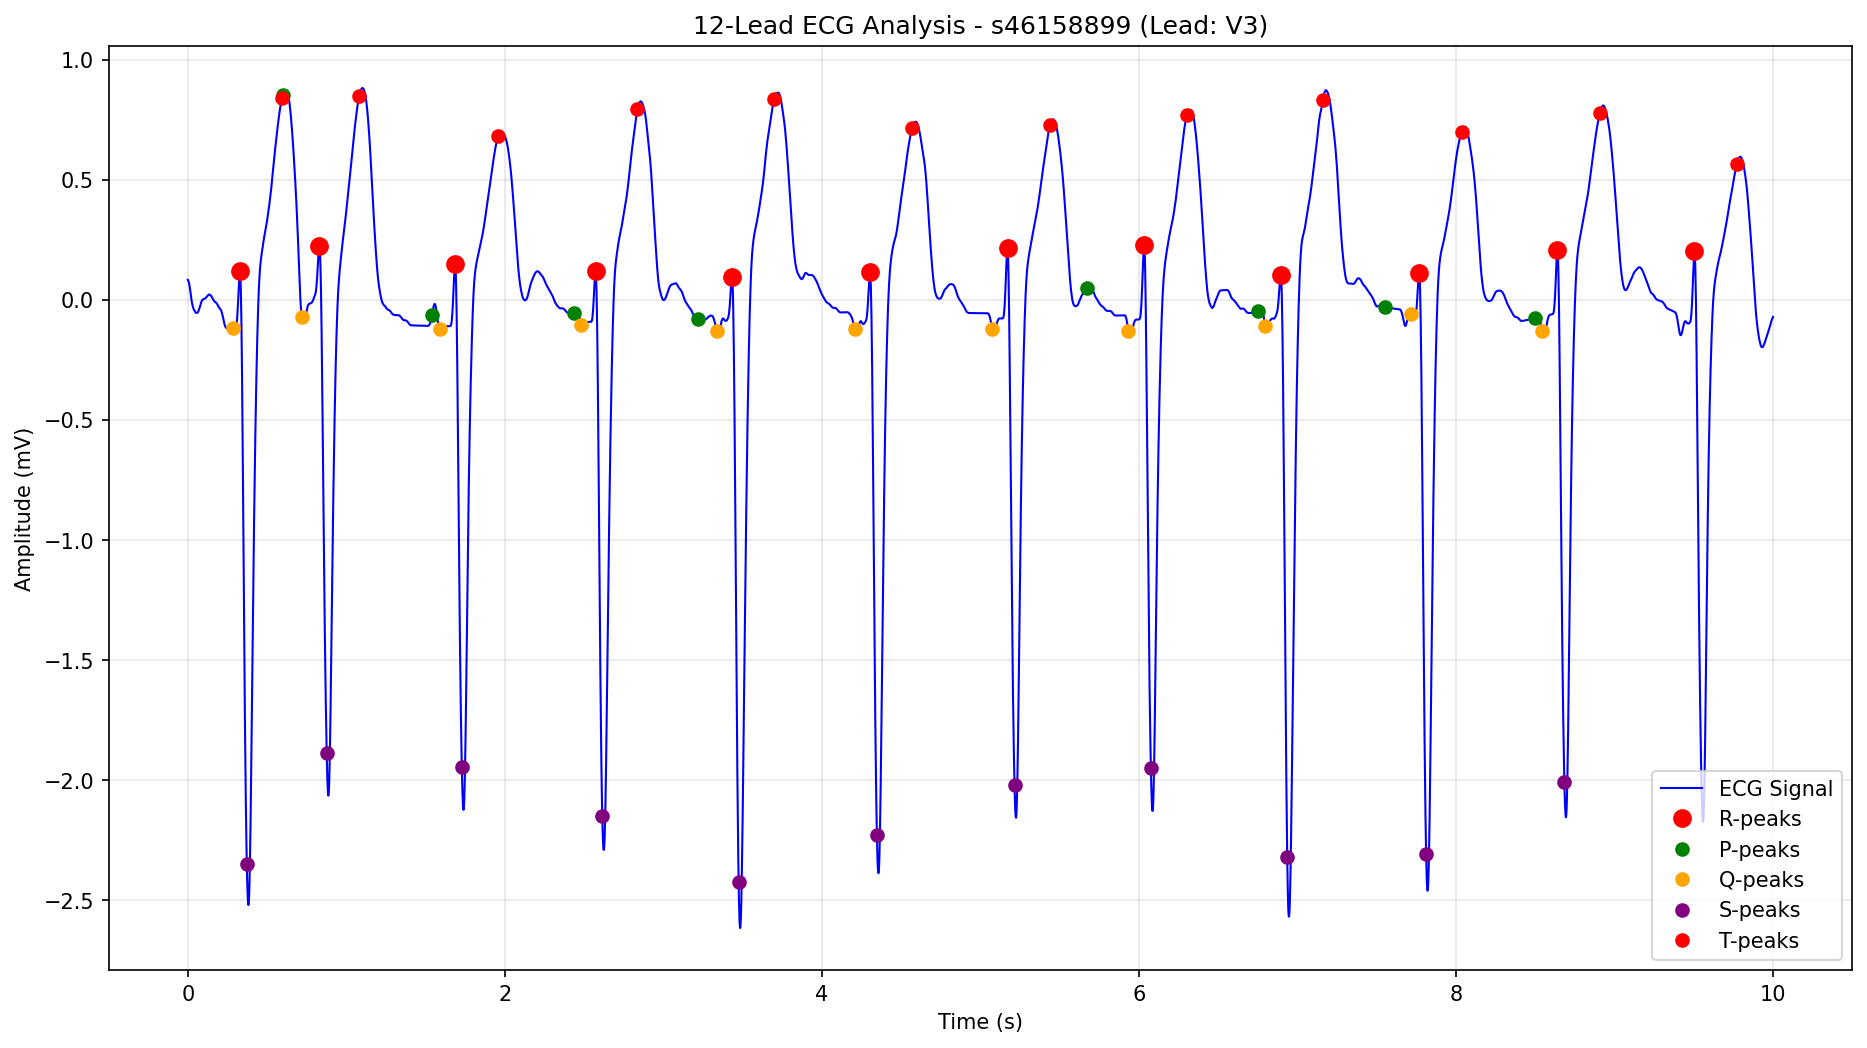 12-Lead ECG Analysis - s46158899 (Lead: V3)
1.0
0.5
0.0
−0.5
−1.0
−1.5
−2.0
−2.5
Amplitude (mV)
0 2 4 6 8 10
Time (s)
ECG Signal
R-peaks
P-peaks
Q-peaks
S-peaks
T-peaks